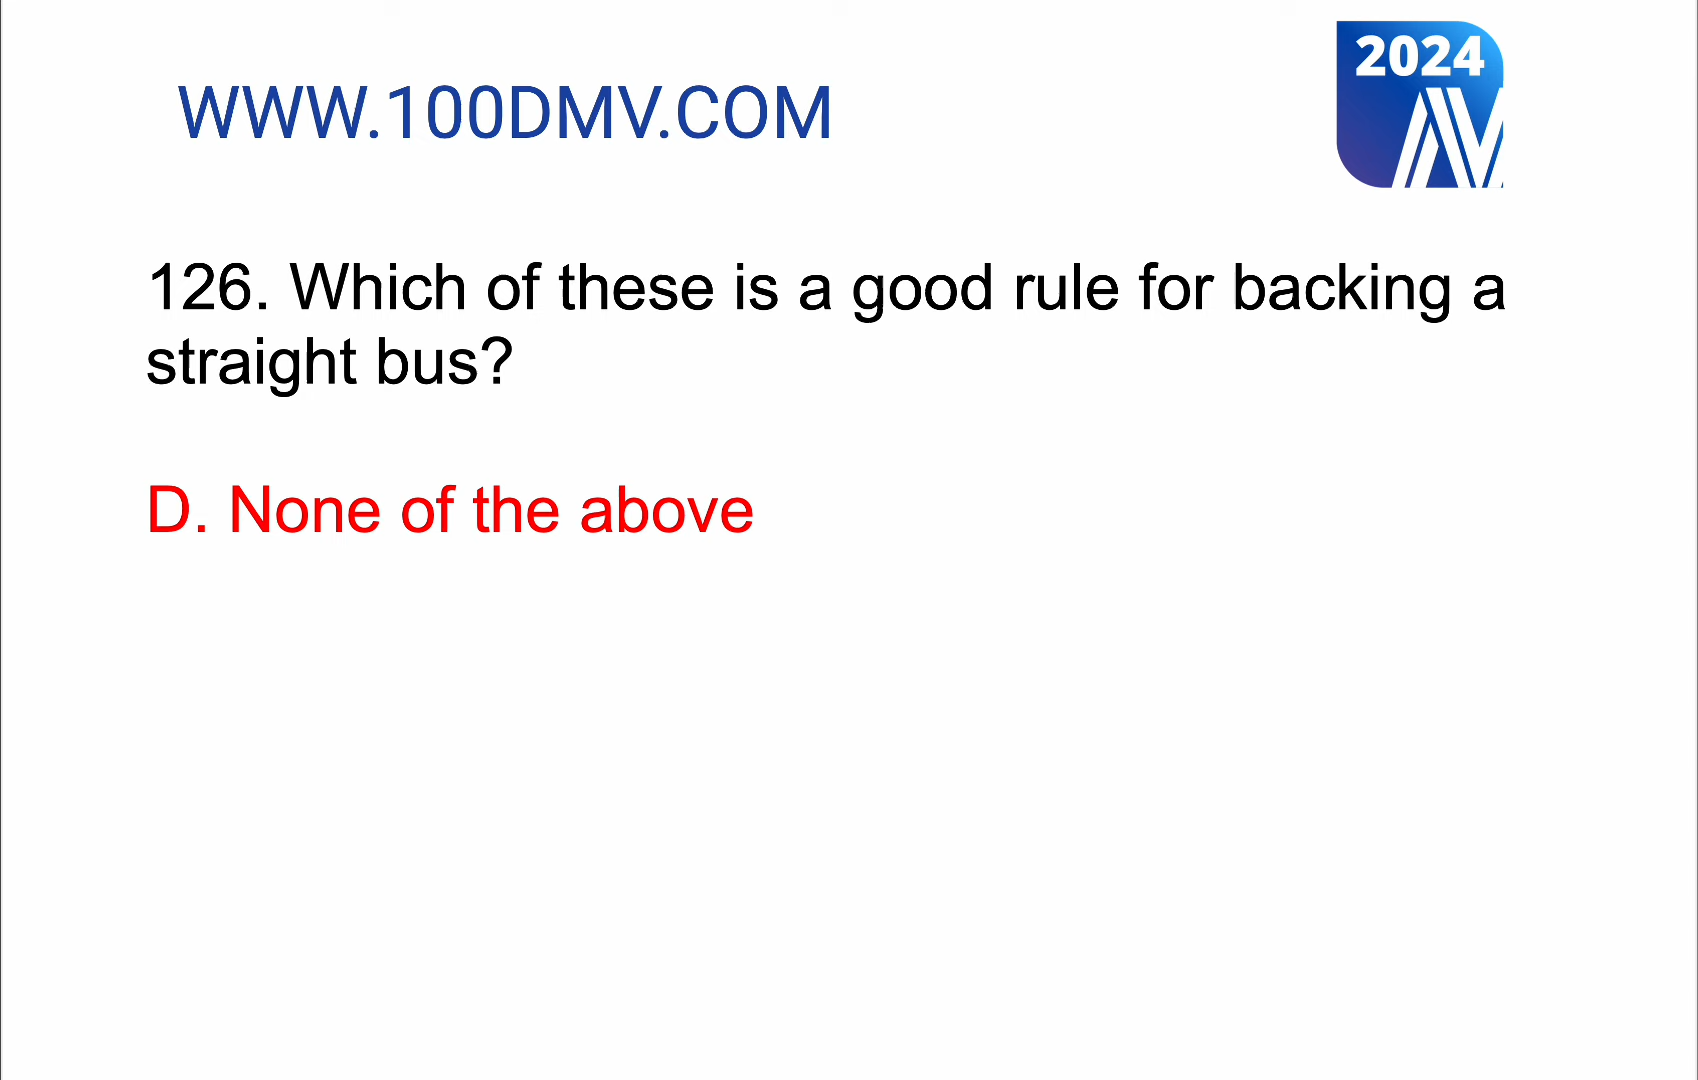 WWW.100DMV.COM
2024
126. Which of these is a good rule for backing a
straight bus?
D. None of the above